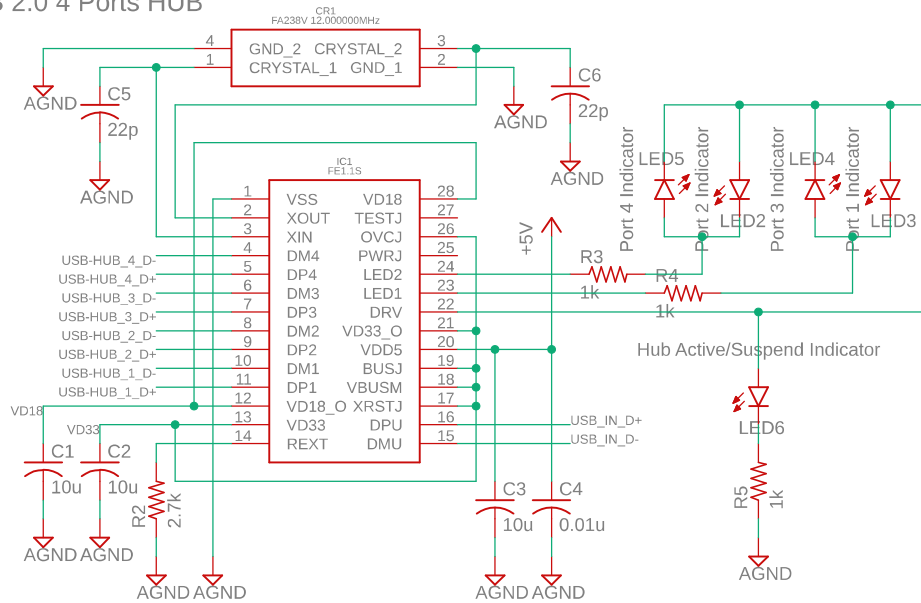 2.0 4 Ports HUB
CR1
FA238V 12.000000MHz
4 GND_2 CRYSTAL_2 3
1 CRYSTAL_1 GND_1 2
AGND
C5
22p
AGND
AGND
C6
22p
AGND
IC1
FE1.1S
1 VSS VD18 28
2 XOUT TESTJ 27
3 XIN OVCJ 26
4 DM4 PWRJ 25
5 DP4 LED2 24
6 DM3 LED1 23
7 DP3 DRV 22
8 DM2 VD33_O 21
9 DP2 VDD5 20
10 DM1 BUSJ 19
11 DP1 VBUSM 18
12 VD18_O XRSTJ 17
13 VD33 DPU 16
14 REXT DMU 15
USB-HUB_4_D-
USB-HUB_4_D+
USB-HUB_3_D-
USB-HUB_3_D+
USB-HUB_2_D-
USB-HUB_2_D+
USB-HUB_1_D-
USB-HUB_1_D+
VD18
VD33
C1
10u
C2
10u
R2
2.7k
AGND
AGND
AGND
AGND
+5V
USB_IN_D+
USB_IN_D-
C3
10u
C4
0.01u
AGND
AGND
R3
1k
R4
1k
Port 4 Indicator
LED5
Port 2 Indicator
LED2
Port 3 Indicator
LED4
Port 1 Indicator
LED3
Hub Active/Suspend Indicator
LED6
R5
1k
AGND